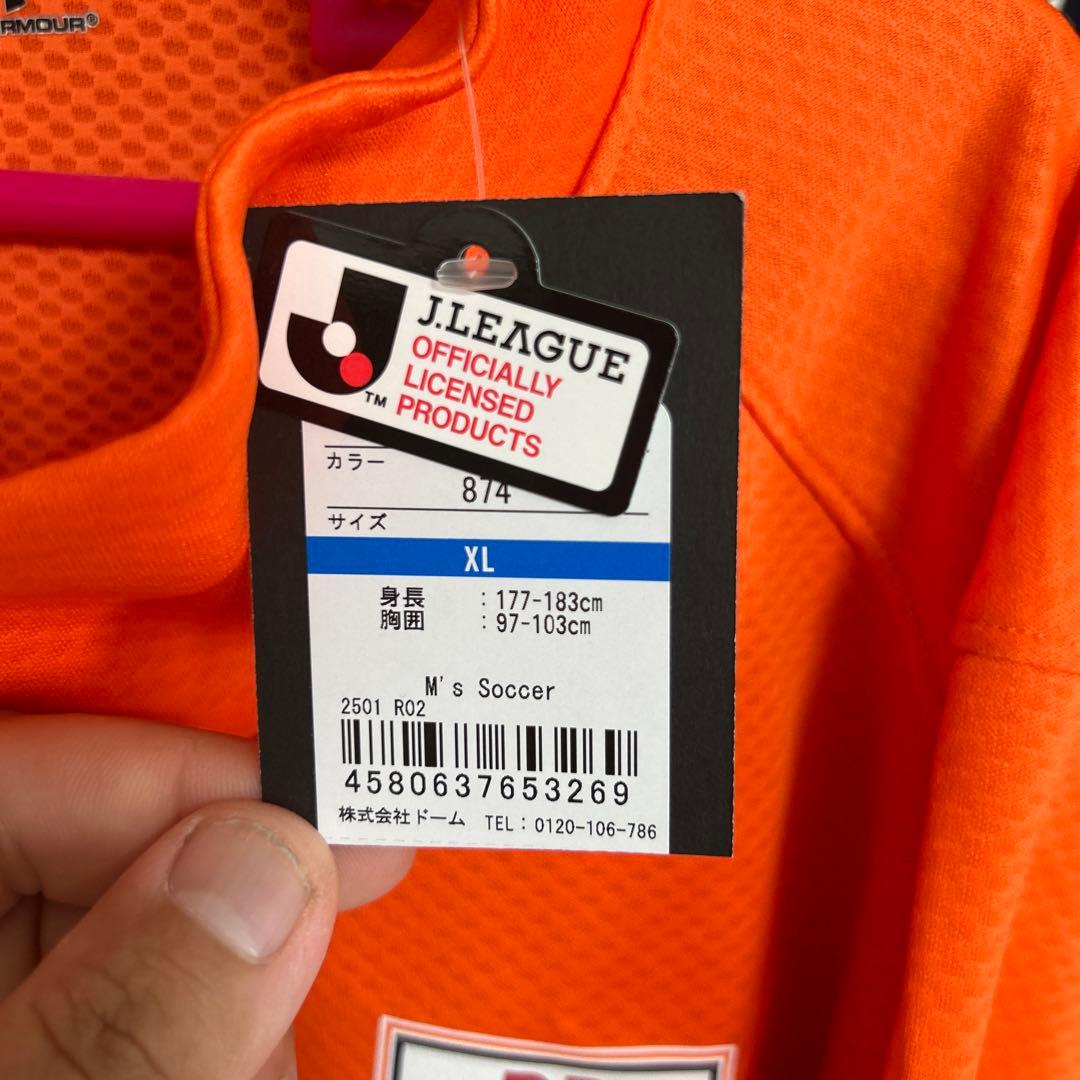 ARMOUR®
J.LEAGUE
OFFICIALLY
LICENSED
PRODUCTS
TM
カラー
874
サイズ
XL
身長 : 177-183cm
胸囲 : 97-103cm
M's Soccer
2501 R02
4580637653269
株式会社ドーム TEL : 0120-106-786